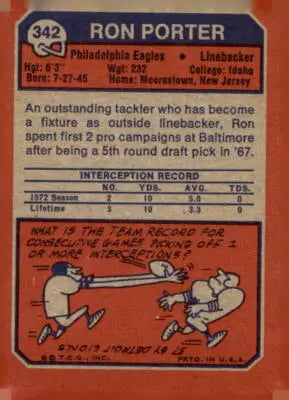 342
RON PORTER
Philadelphia Eagles • Linebacker
Hgt: 6'3" Wgt: 232 College: Idaho
Born: 7-27-45 Home: Moorestown, New Jersey
An outstanding tackler who has become
a fixture as outside linebacker, Ron
spent first 2 pro campaigns at Baltimore
after being a 5th round draft pick in '67.
INTERCEPTION RECORD
NO. YDS. AVG. TDS.
1972 Season 2 10 5.0 0
Lifetime 3 10 3.3 0
WHAT IS THE TEAM RECORD FOR
CONSECUTIVE GAMES PICKING OFF 1
OR MORE INTERCEPTIONS?
37 BY DETROIT LIONS
© T.C.G., INC. PRTD. IN U.S.A.